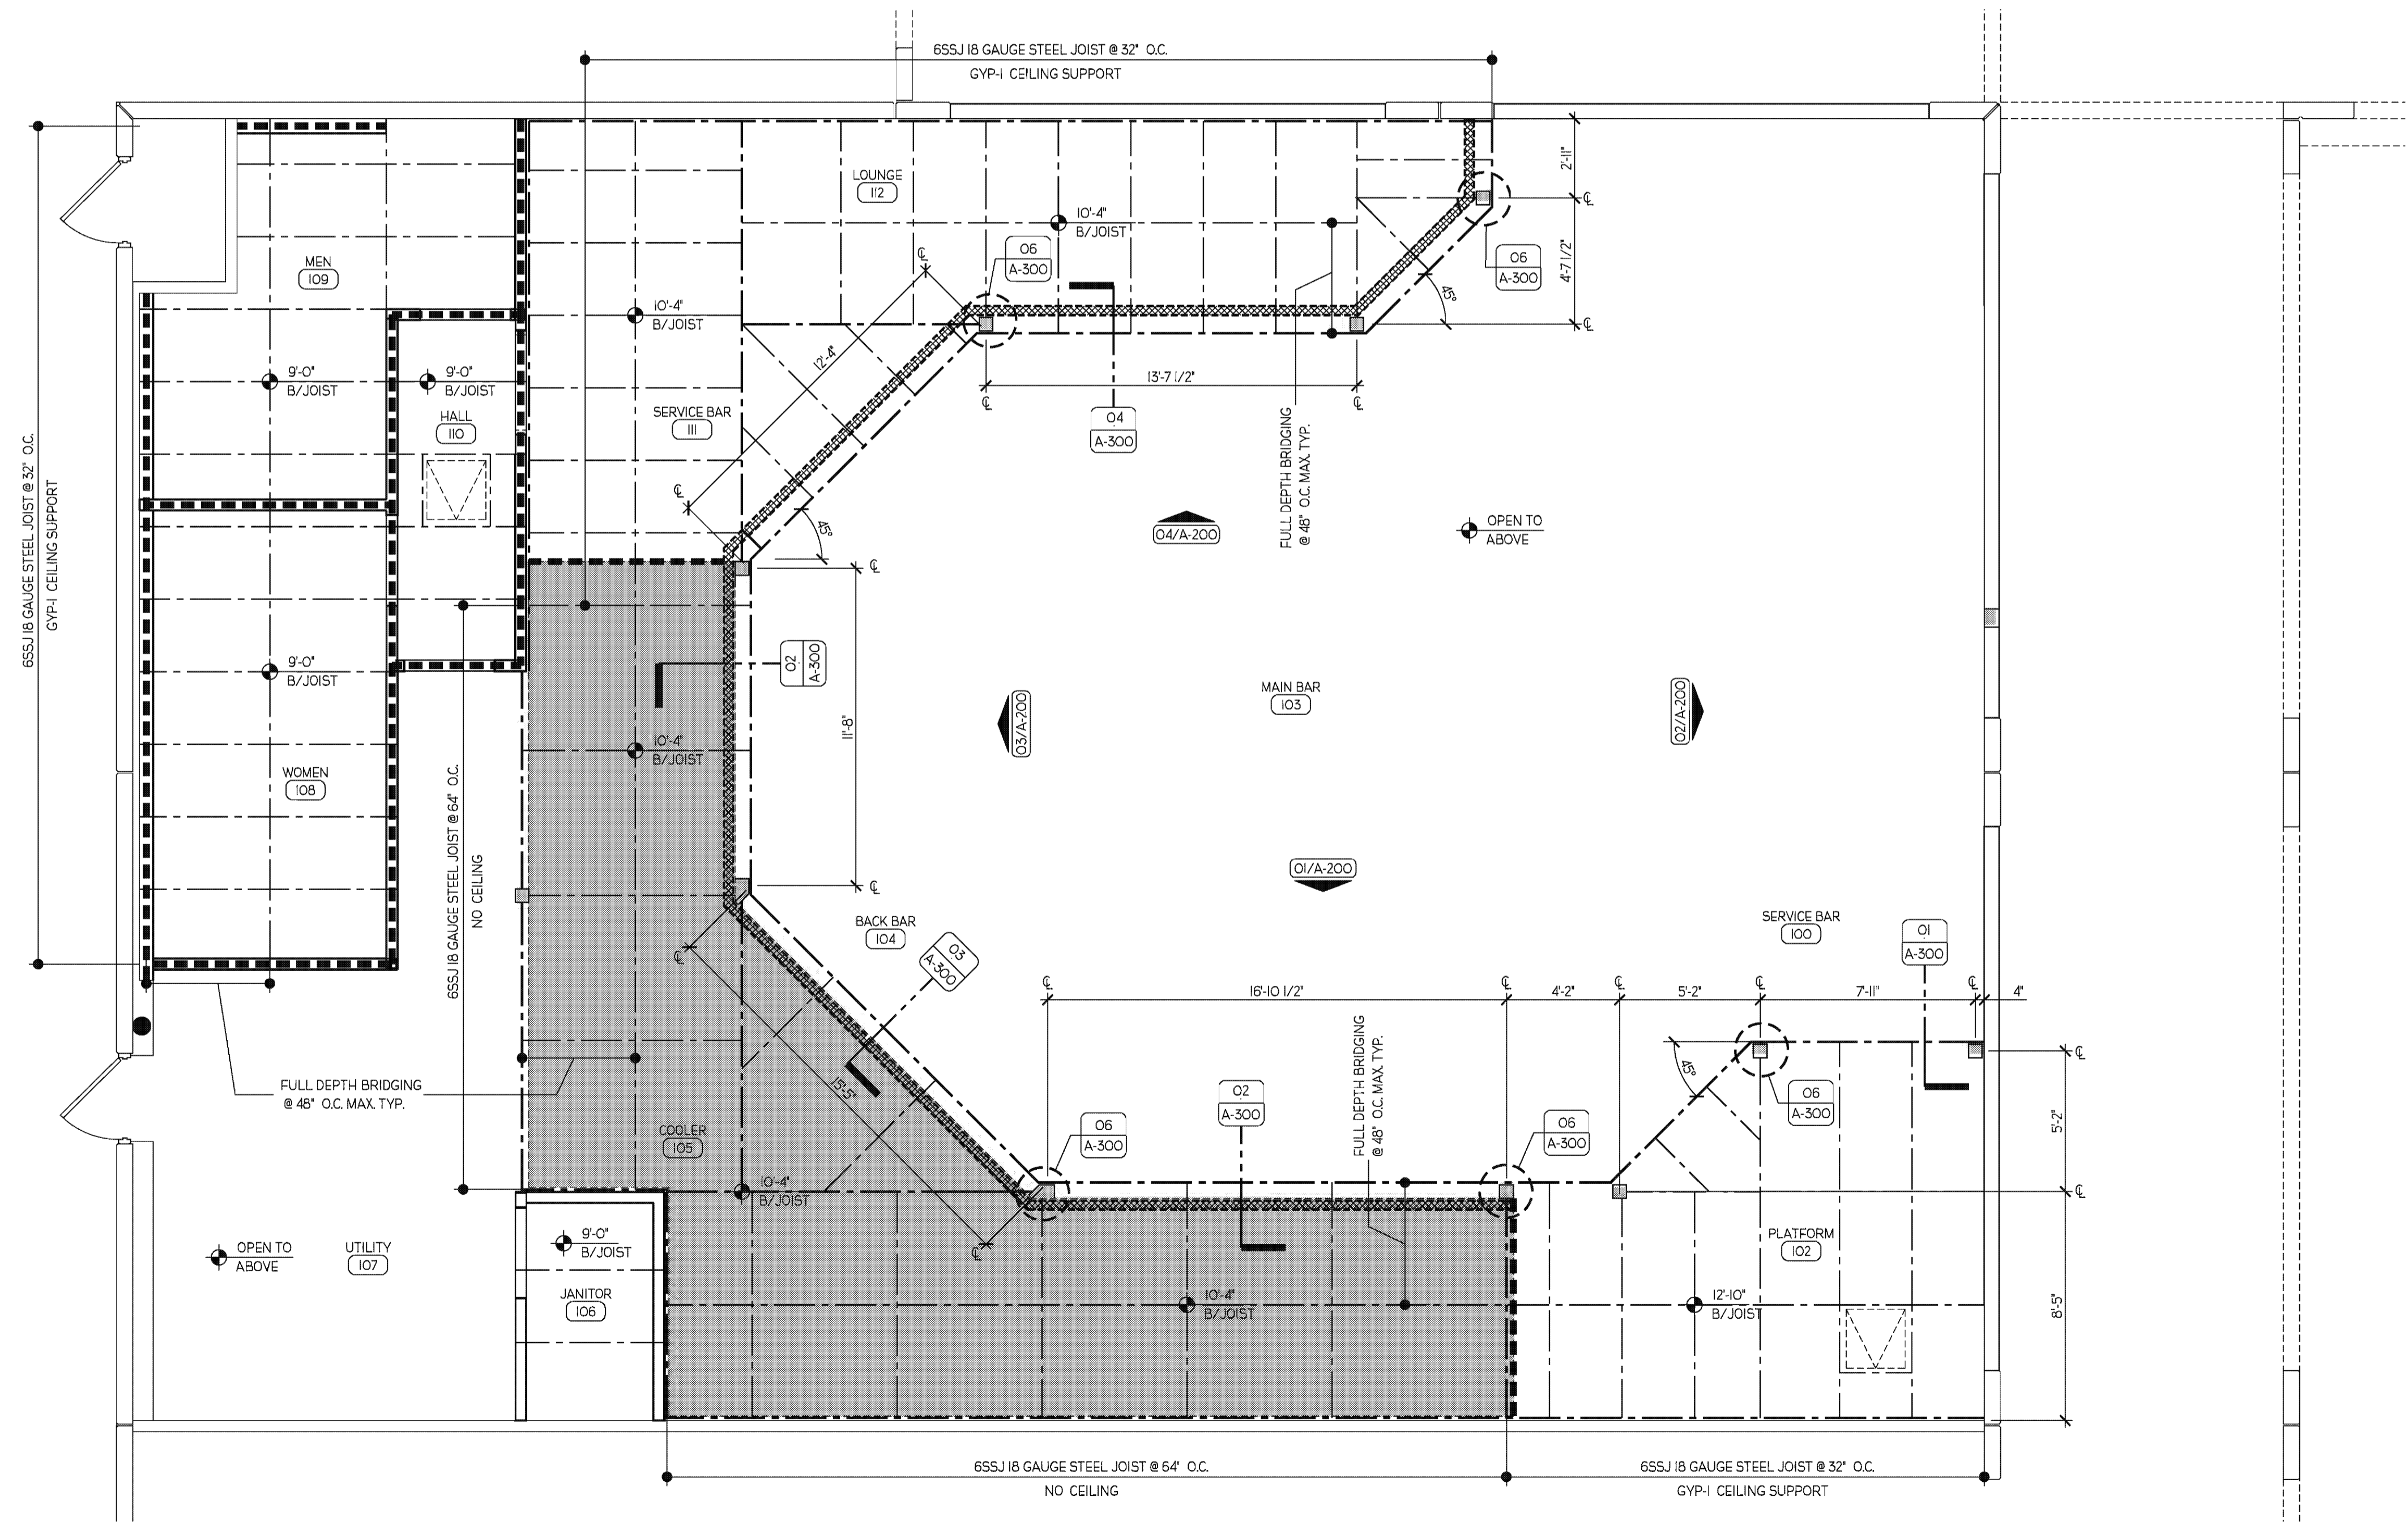 6SSJ 18 GAUGE STEEL JOIST @ 32" O.C.
GYP-1 CEILING SUPPORT
LOUNGE
112
10'-4"
B/JOIST
06
A-300
℄
2'-11"
℄
06
A-300
4'-7 1/2"
45°
℄
MEN
109
10'-4"
B/JOIST
12'-4"
9'-0"
B/JOIST
9'-0"
B/JOIST
HALL
110
SERVICE BAR
111
13'-7 1/2"
℄
℄
04
A-300
FULL DEPTH BRIDGING
@ 48" O.C. MAX. TYP.
6SSJ 18 GAUGE STEEL JOIST @ 32" O.C.
GYP-1 CEILING SUPPORT
℄
45°
04/A-200
OPEN TO
ABOVE
℄
02
A-300
9'-0"
B/JOIST
MAIN BAR
103
03/A-200
02/A-200
11'-8"
10'-4"
B/JOIST
WOMEN
108
6SSJ 18 GAUGE STEEL JOIST @ 64" O.C.
NO CEILING
01/A-200
℄
BACK BAR
104
03
A-300
℄
SERVICE BAR
100
01
A-300
℄
16'-10 1/2"
℄
4'-2"
℄
5'-2"
℄
7'-11"
℄
4"
FULL DEPTH BRIDGING
@ 48" O.C. MAX. TYP.
FULL DEPTH BRIDGING
@ 48" O.C. MAX. TYP.
15'-5"
45°
℄
06
A-300
02
A-300
06
A-300
06
A-300
5'-2"
COOLER
105
10'-4"
B/JOIST
℄
℄
OPEN TO
ABOVE
UTILITY
107
9'-0"
B/JOIST
JANITOR
106
10'-4"
B/JOIST
PLATFORM
102
12'-10"
B/JOIST
8'-5"
6SSJ 18 GAUGE STEEL JOIST @ 64" O.C.
NO CEILING
6SSJ 18 GAUGE STEEL JOIST @ 32" O.C.
GYP-1 CEILING SUPPORT